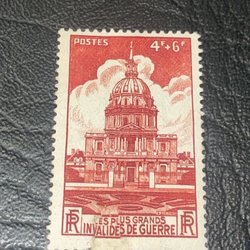 POSTES 4F+6F
LES PLUS GRANDS
INVALIDES DE GUERRE
RF RF